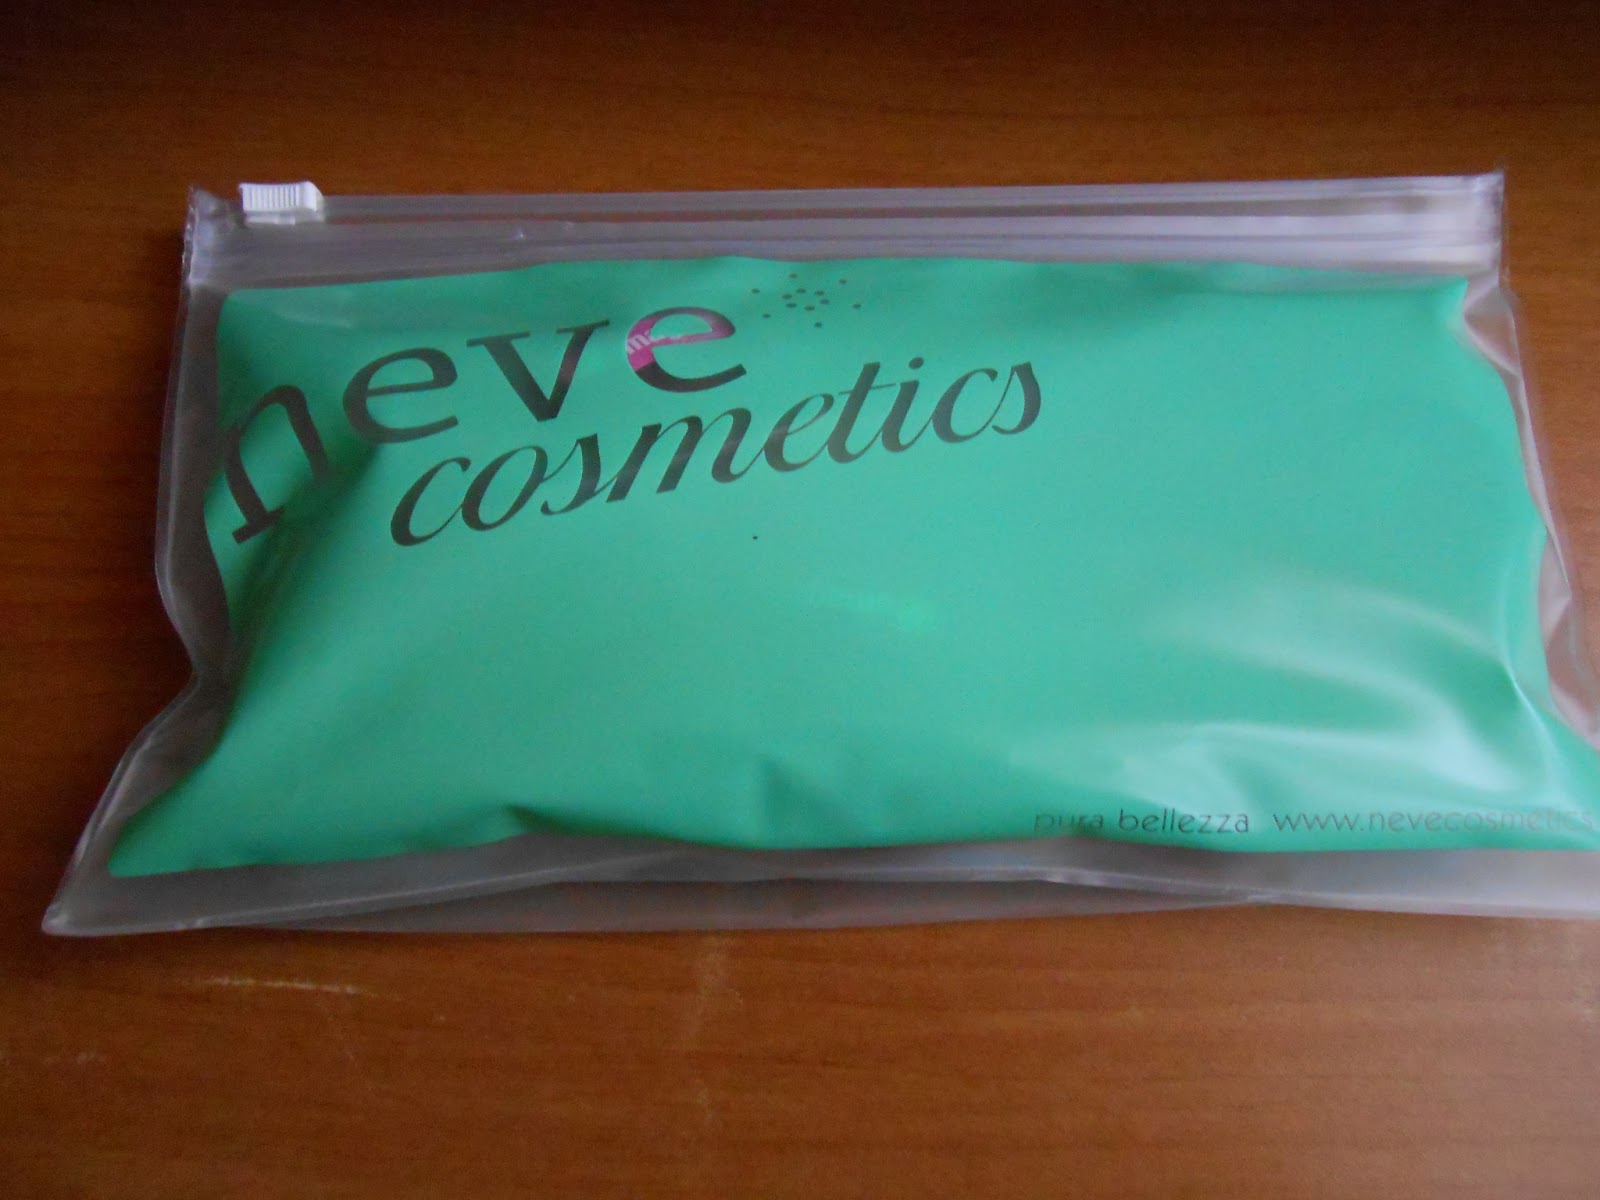 neve
cosmetics
pura bellezza www.nevecosmetics